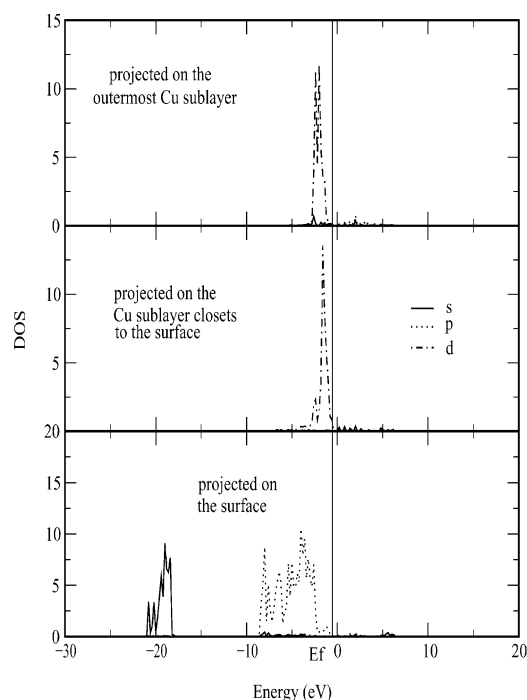 15
projected on the
outermost Cu sublayer
10
5
0
projected on the
Cu sublayer closets
to the surface
10
5
s
p
d
DOS
20
projected on
the surface
15
10
5
0
−30
−20
−10
Ef
0
10
20
Energy (eV)